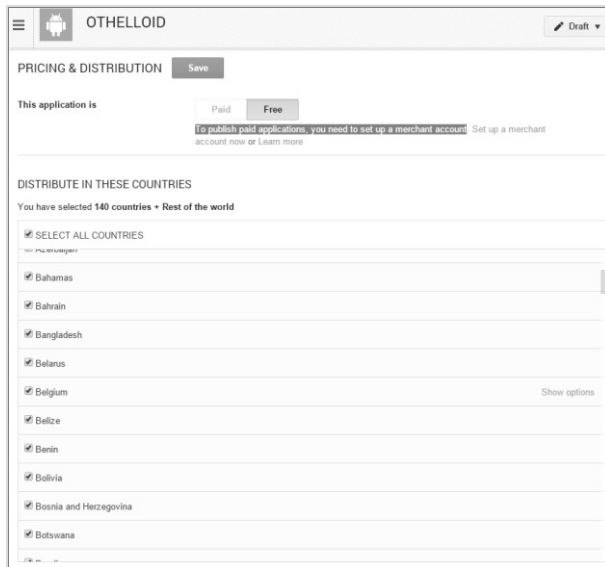 OTHELLOID
Draft
PRICING & DISTRIBUTION Save
This application is Paid Free
To publish paid applications, you need to set up a merchant account. Set up a merchant
account now or Learn more
DISTRIBUTE IN THESE COUNTRIES
You have selected 140 countries + Rest of the world
SELECT ALL COUNTRIES
Azerbaijan
Bahamas
Bahrain
Bangladesh
Belarus
Belgium Show options
Belize
Benin
Bolivia
Bosnia and Herzegovina
Botswana